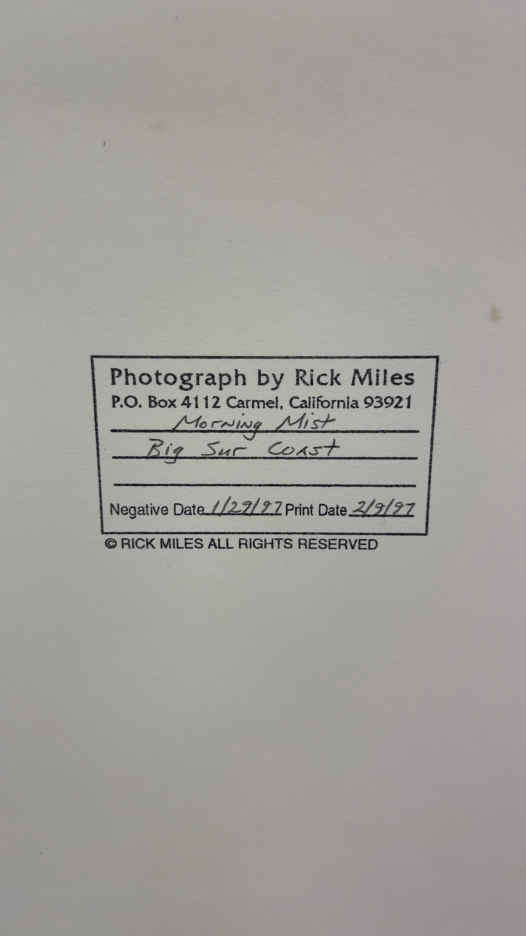 Photograph by Rick Miles
P.O. Box 4112 Carmel, California 93921
Morning Mist
Big Sur Coast
Negative Date 1/29/97 Print Date 2/9/97
© RICK MILES ALL RIGHTS RESERVED